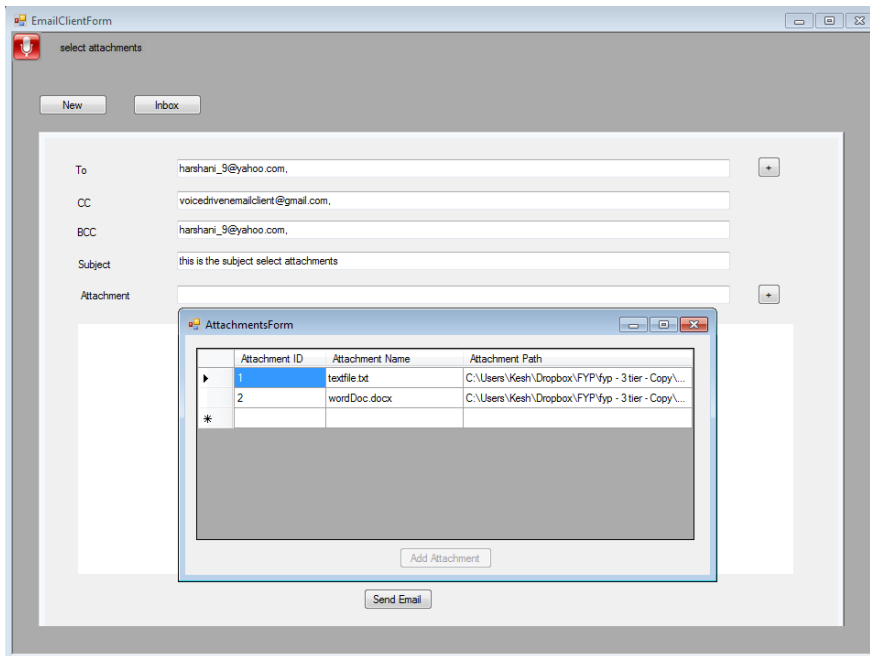 EmailClientForm
select attachments
New Inbox
To harshani_9@yahoo.com, +
CC voicedrivenemailclient@gmail.com,
BCC harshani_9@yahoo.com,
Subject this is the subject select attachments
Attachment +
AttachmentsForm
Attachment ID Attachment Name Attachment Path
1 textfile.txt C:\Users\Kesh\Dropbox\FYP\fyp - 3 tier - Copy\...
2 wordDoc.docx C:\Users\Kesh\Dropbox\FYP\fyp - 3 tier - Copy\...
Add Attachment
Send Email